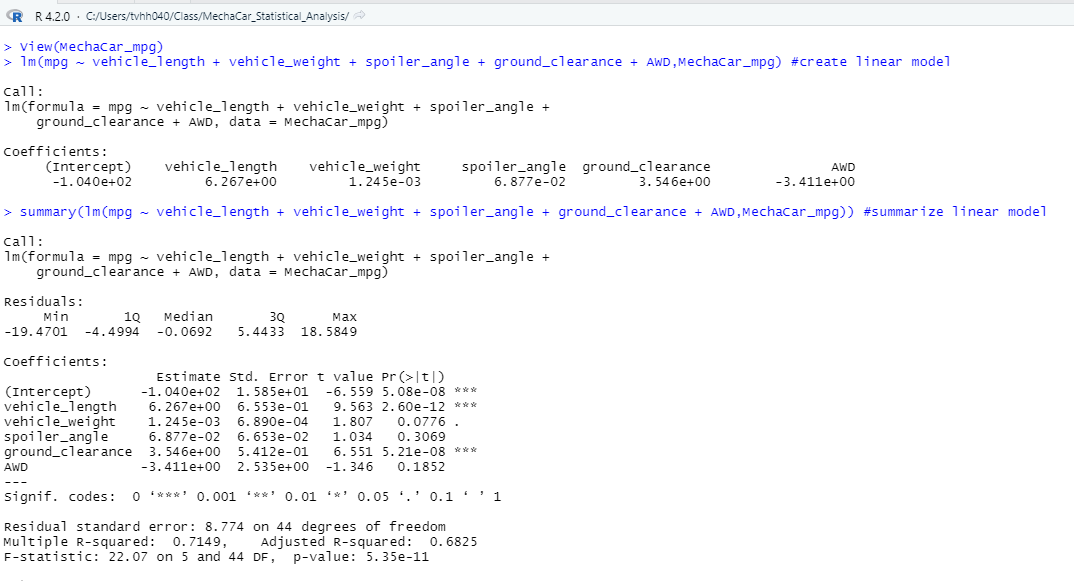 R 4.2.0 · C:/Users/tvhh040/Class/MechaCar_Statistical_Analysis/
> View(MechaCar_mpg)
> lm(mpg ~ vehicle_length + vehicle_weight + spoiler_angle + ground_clearance + AWD,MechaCar_mpg) #create linear model
Call:
lm(formula = mpg ~ vehicle_length + vehicle_weight + spoiler_angle +
    ground_clearance + AWD, data = MechaCar_mpg)
Coefficients:
     (Intercept)    vehicle_length    vehicle_weight     spoiler_angle  ground_clearance               AWD
      -1.040e+02         6.267e+00         1.245e-03         6.877e-02         3.546e+00        -3.411e+00
> summary(lm(mpg ~ vehicle_length + vehicle_weight + spoiler_angle + ground_clearance + AWD,MechaCar_mpg)) #summarize linear model
Call:
lm(formula = mpg ~ vehicle_length + vehicle_weight + spoiler_angle +
    ground_clearance + AWD, data = MechaCar_mpg)
Residuals:
     Min       1Q   Median       3Q      Max
-19.4701  -4.4994  -0.0692   5.4433  18.5849
Coefficients:
                   Estimate Std. Error t value Pr(>|t|)
(Intercept)      -1.040e+02  1.585e+01  -6.559 5.08e-08 ***
vehicle_length    6.267e+00  6.553e-01   9.563 2.60e-12 ***
vehicle_weight    1.245e-03  6.890e-04   1.807   0.0776 .
spoiler_angle     6.877e-02  6.653e-02   1.034   0.3069
ground_clearance  3.546e+00  5.412e-01   6.551 5.21e-08 ***
AWD              -3.411e+00  2.535e+00  -1.346   0.1852
---
Signif. codes:  0 ‘***’ 0.001 ‘**’ 0.01 ‘*’ 0.05 ‘.’ 0.1 ‘ ’ 1
Residual standard error: 8.774 on 44 degrees of freedom
Multiple R-squared:  0.7149,    Adjusted R-squared:  0.6825
F-statistic: 22.07 on 5 and 44 DF,  p-value: 5.35e-11